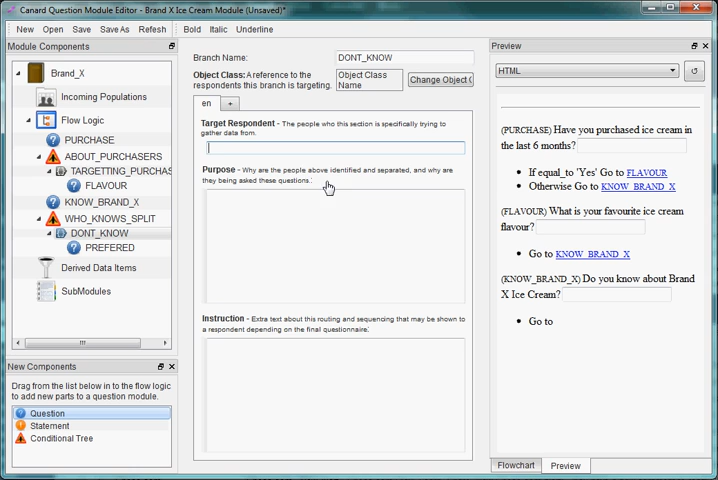 Canard Question Module Editor - Brand X Ice Cream Module (Unsaved)*
New Open Save Save As Refresh Bold Italic Underline
Module Components
Brand_X
Incoming Populations
Flow Logic
PURCHASE
ABOUT_PURCHASERS
TARGETTING_PURCHAS
FLAVOUR
KNOW_BRAND_X
WHO_KNOWS_SPLIT
DONT_KNOW
PREFERED
Derived Data Items
SubModules
New Components
Drag from the list below in to the flow logic
to add new parts to a question module.
Question
Statement
Conditional Tree
Branch Name: DONT_KNOW
Object Class: A reference to the
respondents this branch is targeting.
Object Class
Name
Change Object C
en +
Target Respondent - The people who this section is specifically trying to
gather data from.
Purpose - Why are the people above identified and separated, and why are
they being asked these questions.:
Instruction - Extra text about this routing and sequencing that may be shown to
a respondent depending on the final questionnaire.:
Preview
HTML
(PURCHASE) Have you purchased ice cream in
the last 6 months?
If equal_to 'Yes' Go to FLAVOUR
Otherwise Go to KNOW_BRAND_X
(FLAVOUR) What is your favourite ice cream
flavour?
Go to KNOW_BRAND_X
(KNOW_BRAND_X) Do you know about Brand
X Ice Cream?
Go to
Flowchart Preview